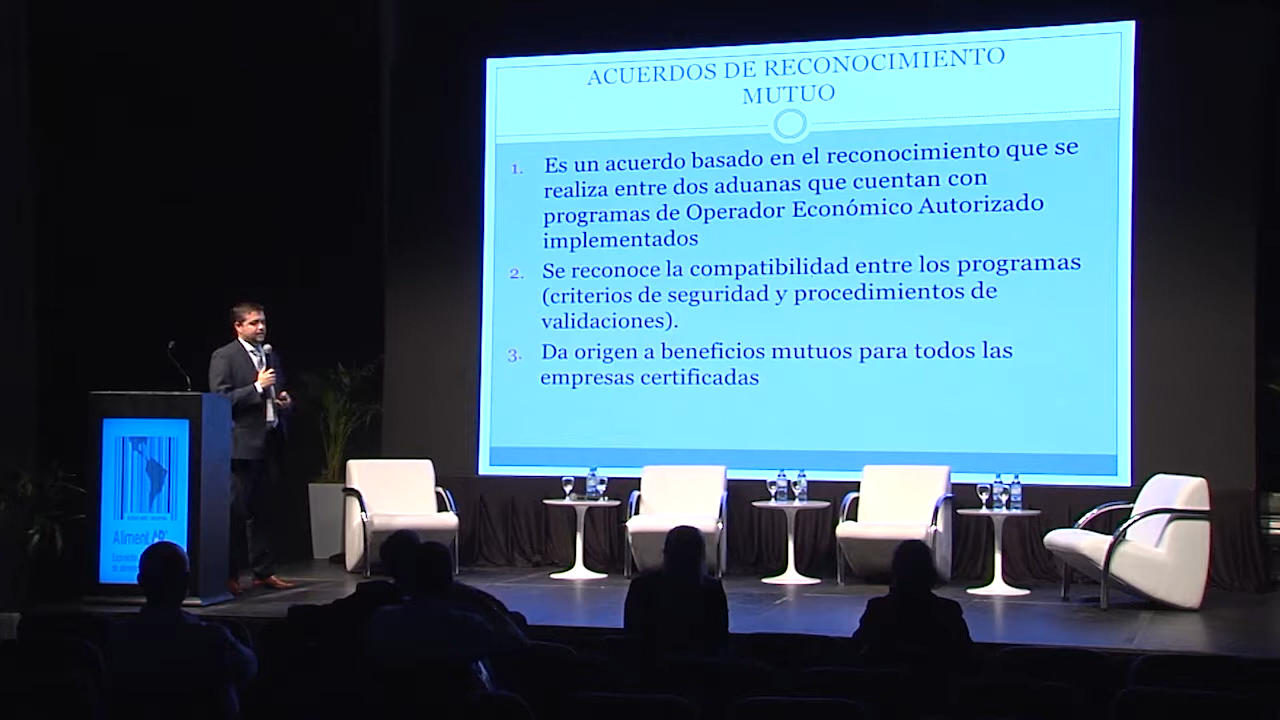 ACUERDOS DE RECONOCIMIENTO
MUTUO
1. Es un acuerdo basado en el reconocimiento que se
realiza entre dos aduanas que cuentan con
programas de Operador Económico Autorizado
implementados
2. Se reconoce la compatibilidad entre los programas
(criterios de seguridad y procedimientos de
validaciones).
3. Da origen a beneficios mutuos para todos las
empresas certificadas
Aliment AR